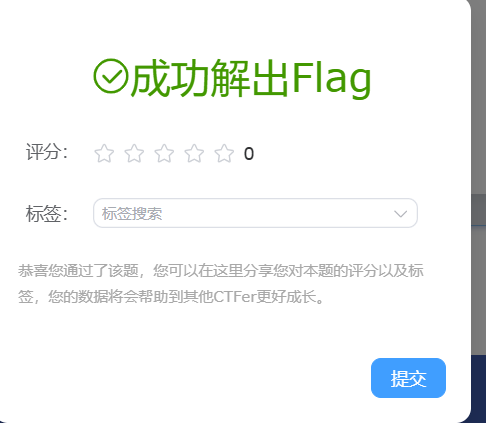 成功解出Flag
评分： 0
标签： 标签搜索
恭喜您通过了该题，您可以在这里分享您对本题的评分以及标
签，您的数据将会帮助到其他CTFer更好成长。
提交